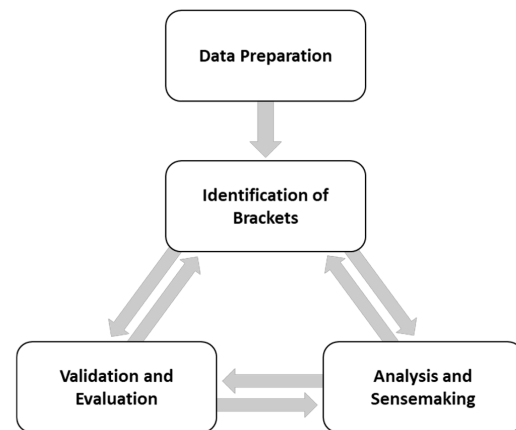 Data Preparation
Identification of
Brackets
Validation and
Evaluation
Analysis and
Sensemaking